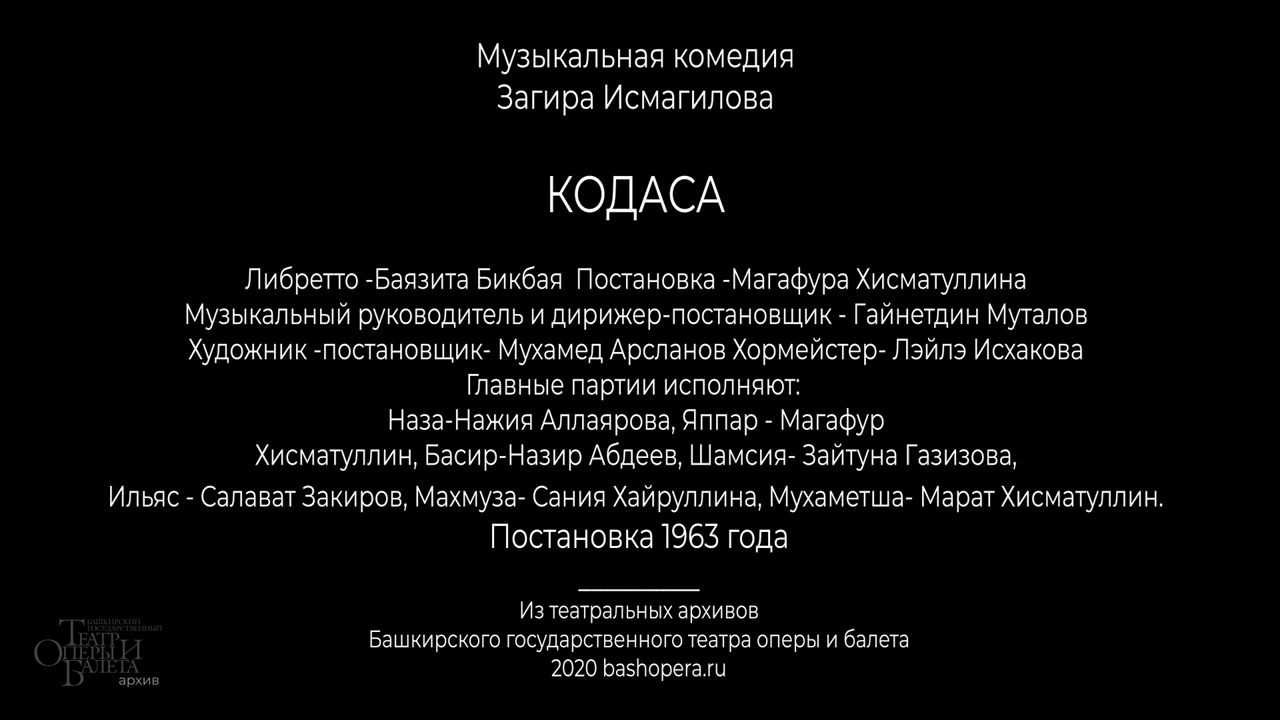 Музыкальная комедия
Загира Исмагилова
КОДАСА
Либретто -Баязита Бикбая  Постановка -Магафура Хисматуллина
Музыкальный руководитель и дирижер-постановщик - Гайнетдин Муталов
Художник -постановщик- Мухамед Арсланов Хормейстер- Лэйлэ Исхакова
Главные партии исполняют:
Наза-Нажия Аллаярова, Яппар - Магафур
Хисматуллин, Басир-Назир Абдеев, Шамсия- Зайтуна Газизова,
Ильяс - Салават Закиров, Махмуза- Сания Хайруллина, Мухаметша- Марат Хисматуллин.
Постановка 1963 года
Из театральных архивов
Башкирского государственного театра оперы и балета
2020 bashopera.ru
БАШКИРСКИЙ
ГОСУДАРСТВЕННЫЙ
ТЕАТР
ОПЕРЫ И
БАЛЕТА
архив